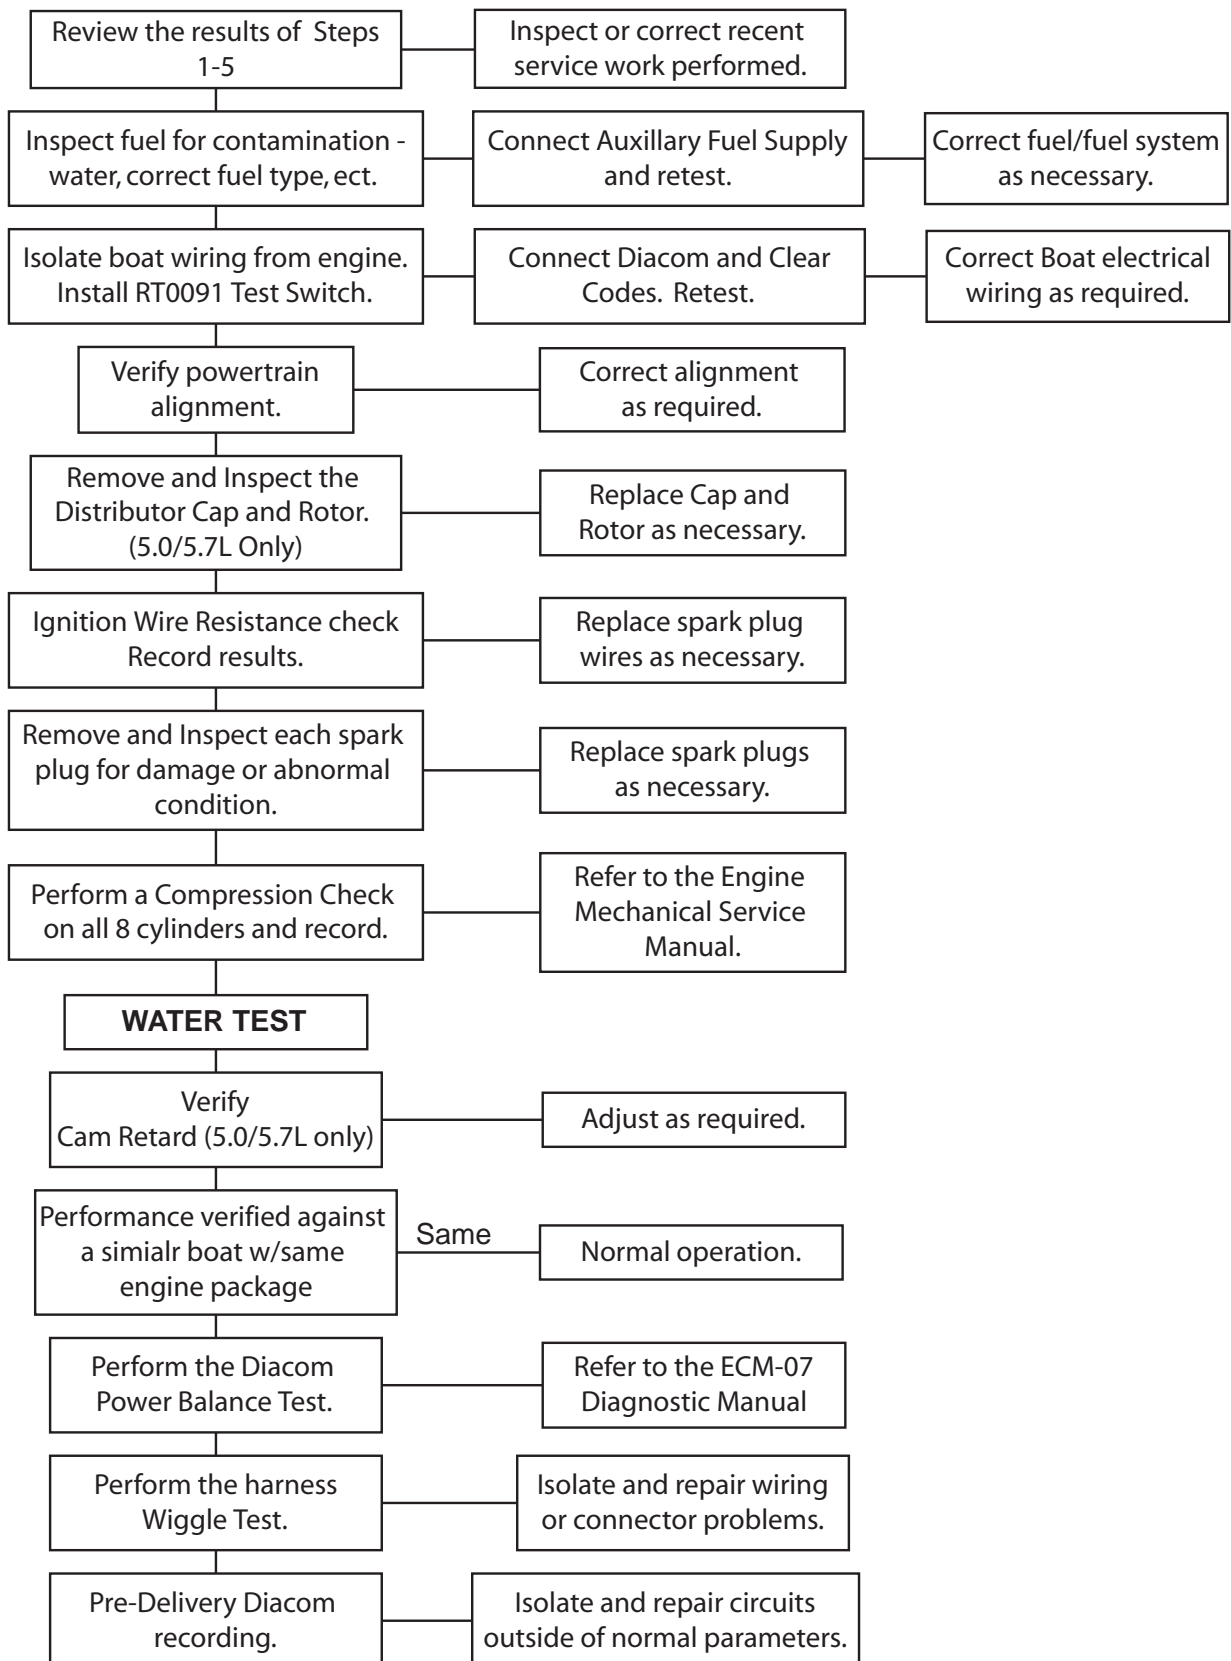 Review the results of  Steps
1-5
Inspect or correct recent
service work performed.
Inspect fuel for contamination -
water, correct fuel type, ect.
Connect Auxillary Fuel Supply
and retest.
Correct fuel/fuel system
as necessary.
Isolate boat wiring from engine.
Install RT0091 Test Switch.
Connect Diacom and Clear
Codes.  Retest.
Correct Boat electrical
wiring as required.
Verify powertrain
alignment.
Correct alignment
as required.
Remove and Inspect the
Distributor Cap and Rotor.
(5.0/5.7L Only)
Replace Cap and
Rotor as necessary.
Ignition Wire Resistance check
Record results.
Replace spark plug
wires as necessary.
Remove and Inspect each spark
plug for damage or abnormal
condition.
Replace spark plugs
as necessary.
Perform a Compression Check
on all 8 cylinders and record.
Refer to the Engine
Mechanical Service
Manual.
WATER TEST
Verify
Cam Retard (5.0/5.7L only)
Adjust as required.
Performance verified against
a simialr boat w/same
engine package
Same
Normal operation.
Perform the Diacom
Power Balance Test.
Refer to the ECM-07
Diagnostic Manual
Perform the harness
Wiggle Test.
Isolate and repair wiring
or connector problems.
Pre-Delivery Diacom
recording.
Isolate and repair circuits
outside of normal parameters.